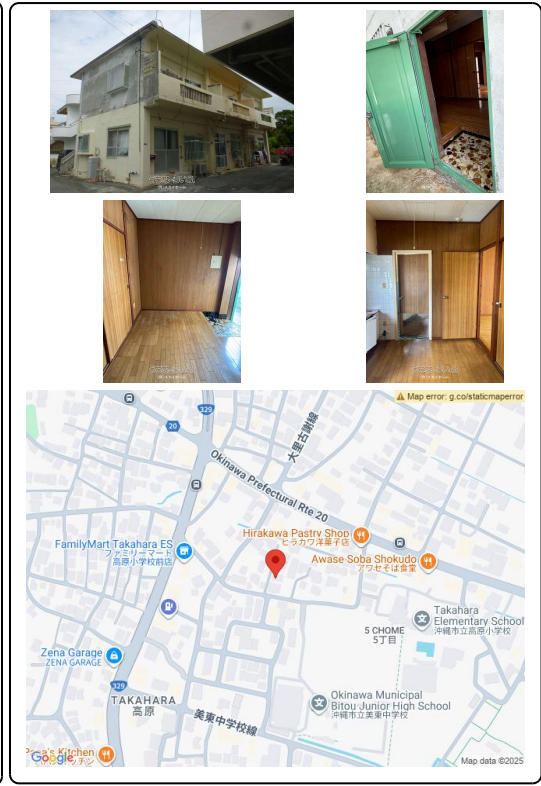 Map error: g.co/staticmaperror
329
20
大里古謝線
Okinawa Prefectural Rte 20
Hirakawa Pastry Shop
ヒラカワ洋菓子店
FamilyMart Takahara ES
ファミリーマート
高原小学校前店
Awase Soba Shokudo
アワセそば食堂
Takahara
Elementary School
沖縄市立高原小学校
5 CHOME
5丁目
Zena Garage
ZENA GARAGE
329
TAKAHARA
高原
Okinawa Municipal
Bitou Junior High School
沖縄市立美東中学校
美東中学校線
Kitchen
Google
Map data ©2025